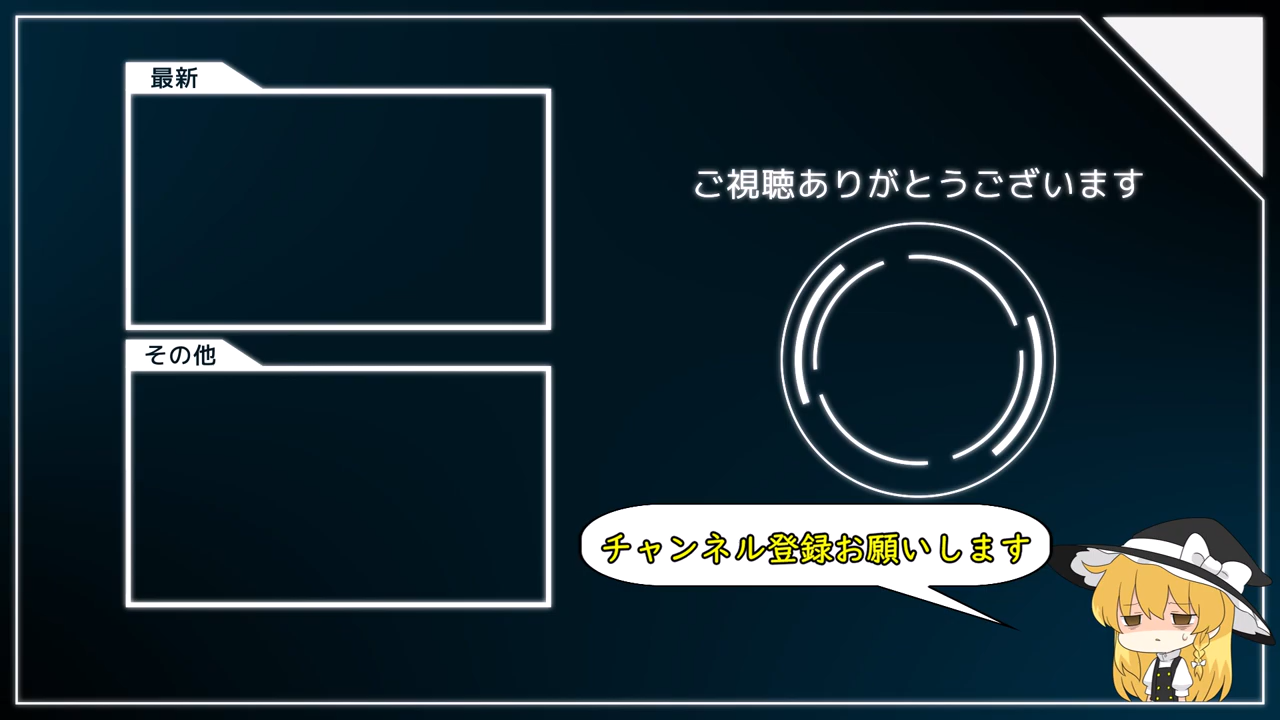 最新
ご視聴ありがとうございます
その他
チャンネル登録お願いします